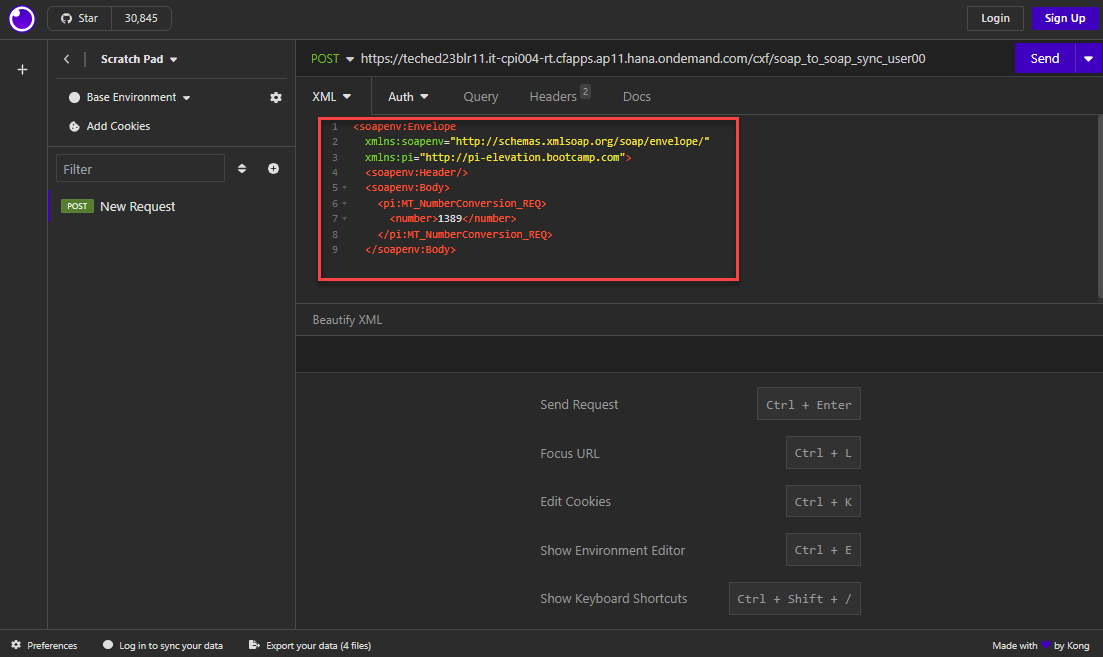 Star 30,845 Login Sign Up
Scratch Pad
Base Environment
Add Cookies
Filter
POST New Request
POST https://teched23blr11.it-cpi004-rt.cfapps.ap11.hana.ondemand.com/cxf/soap_to_soap_sync_user00 Send
XML Auth Query Headers 2 Docs
1 <soapenv:Envelope
2 xmlns:soapenv="http://schemas.xmlsoap.org/soap/envelope/"
3 xmlns:pi="http://pi-elevation.bootcamp.com">
4 <soapenv:Header/>
5 <soapenv:Body>
6 <pi:MT_NumberConversion_REQ>
7 <number>1389</number>
8 </pi:MT_NumberConversion_REQ>
9 </soapenv:Body>
Beautify XML
Send Request Ctrl + Enter
Focus URL Ctrl + L
Edit Cookies Ctrl + K
Show Environment Editor Ctrl + E
Show Keyboard Shortcuts Ctrl + Shift + /
Preferences Log in to sync your data Export your data (4 files) Made with by Kong